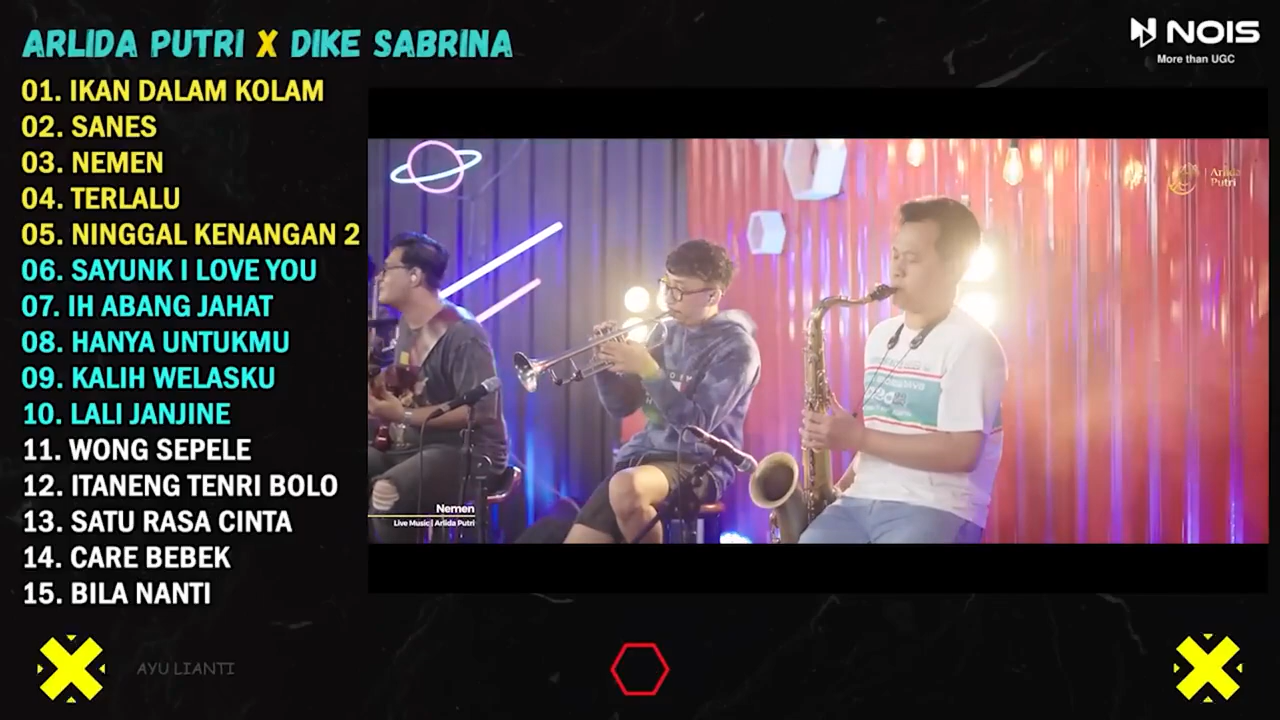 ARLIDA PUTRI X DIKE SABRINA
NOIS
More than UGC
01. IKAN DALAM KOLAM
02. SANES
03. NEMEN
04. TERLALU
05. NINGGAL KENANGAN 2
06. SAYUNK I LOVE YOU
07. IH ABANG JAHAT
08. HANYA UNTUKMU
09. KALIH WELASKU
10. LALI JANJINE
11. WONG SEPELE
12. ITANENG TENRI BOLO
13. SATU RASA CINTA
14. CARE BEBEK
15. BILA NANTI
Arlida
Putri
Nemen
Live Music | Arlida Putri
AYU LIANTI